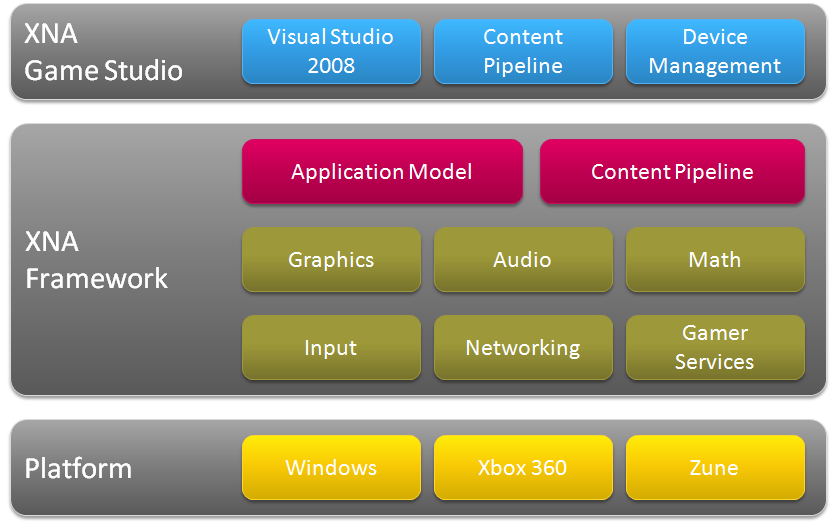 XNA
Game Studio
Visual Studio
2008
Content
Pipeline
Device
Management
XNA
Framework
Application Model
Content Pipeline
Graphics
Audio
Math
Input
Networking
Gamer
Services
Platform
Windows
Xbox 360
Zune